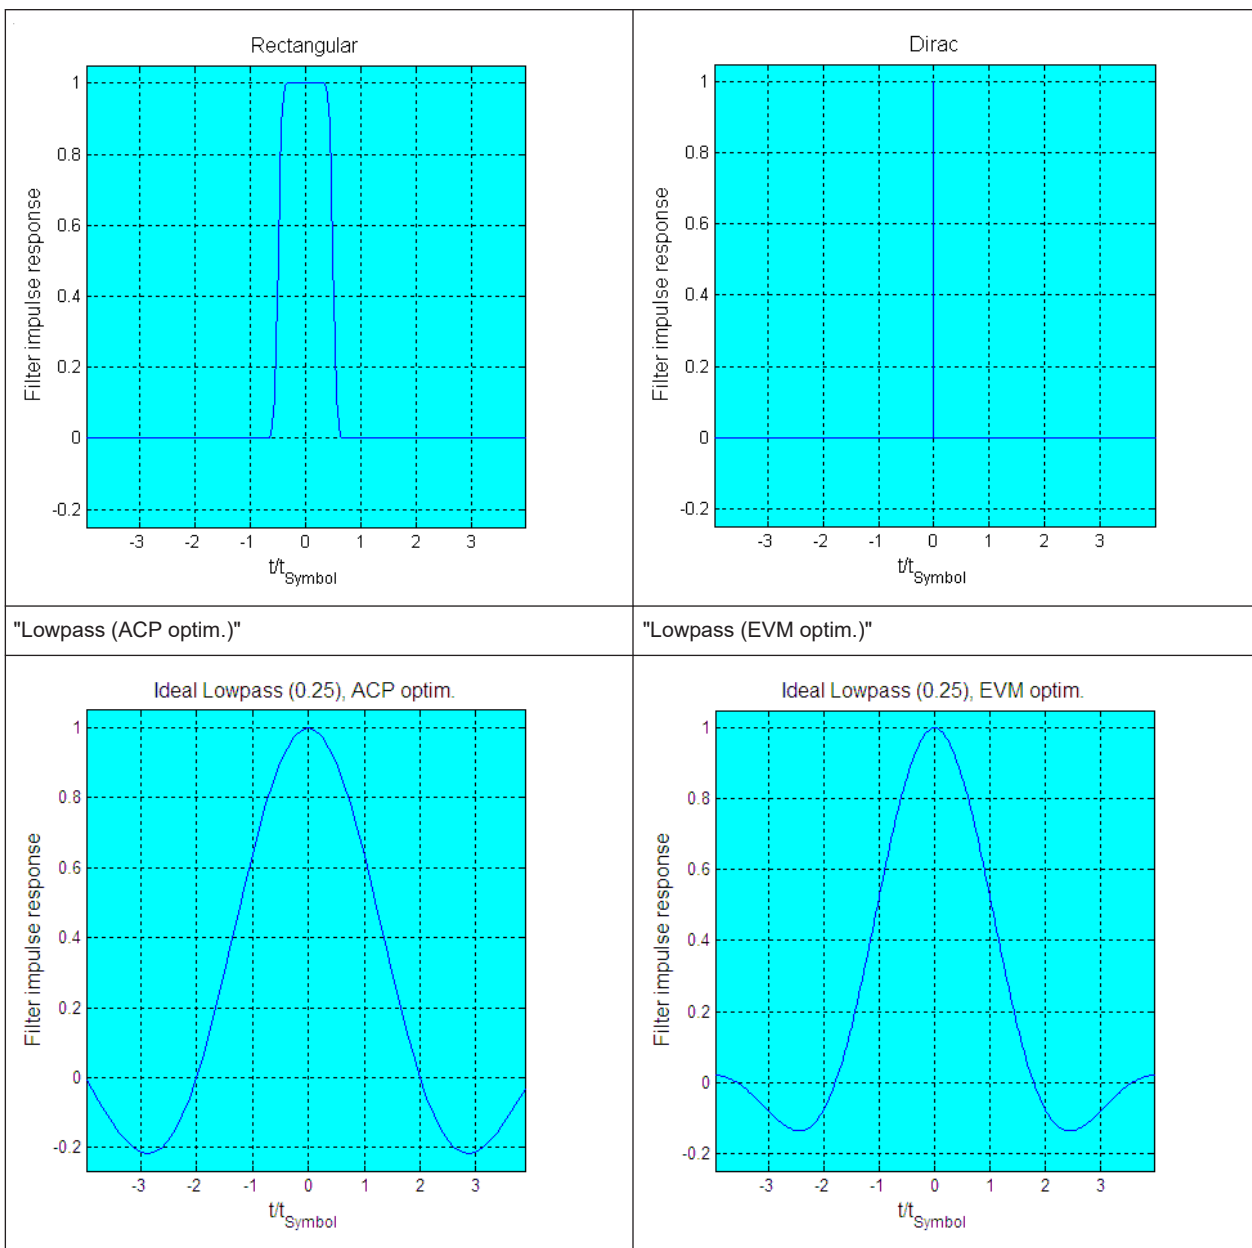 Rectangular
1
0.8
0.6
0.4
0.2
0
-0.2
Filter impulse response
-3 -2 -1 0 1 2 3
t/tSymbol
Dirac
1
0.8
0.6
0.4
0.2
0
-0.2
Filter impulse response
-3 -2 -1 0 1 2 3
t/tSymbol
"Lowpass (ACP optim.)"
"Lowpass (EVM optim.)"
Ideal Lowpass (0.25), ACP optim.
1
0.8
0.6
0.4
0.2
0
-0.2
Filter impulse response
-3 -2 -1 0 1 2 3
t/tSymbol
Ideal Lowpass (0.25), EVM optim.
1
0.8
0.6
0.4
0.2
0
-0.2
Filter impulse response
-3 -2 -1 0 1 2 3
t/tSymbol